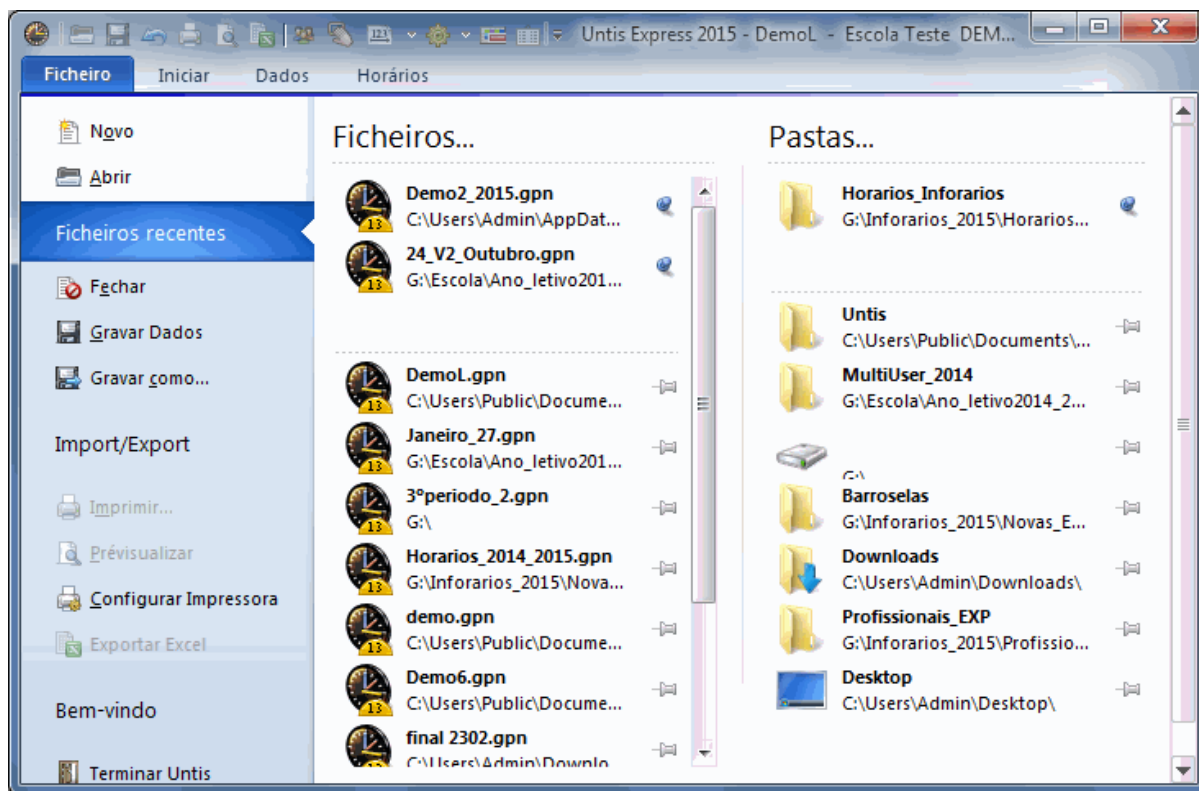 Untis Express 2015 - DemoL - Escola Teste DEM...
Ficheiro Iniciar Dados Horários
Novo
Abrir
Ficheiros recentes
Fechar
Gravar Dados
Gravar como...
Import/Export
Imprimir...
Prévisualizar
Configurar Impressora
Exportar Excel
Bem-vindo
Terminar Untis
Ficheiros...
Demo2_2015.gpn
C:\Users\Admin\AppDat...
24_V2_Outubro.gpn
G:\Escola\Ano_letivo201...
DemoL.gpn
C:\Users\Public\Docume...
Janeiro_27.gpn
G:\Escola\Ano_letivo201...
3ºperiodo_2.gpn
G:\
Horarios_2014_2015.gpn
G:\Inforarios_2015\Nova...
demo.gpn
C:\Users\Public\Docume...
Demo6.gpn
C:\Users\Public\Docume...
final 2302.gpn
C:\Users\Admin\Downlo
Pastas...
Horarios_Inforarios
G:\Inforarios_2015\Horarios...
Untis
C:\Users\Public\Documents\...
MultiUser_2014
G:\Escola\Ano_letivo2014_2...
G:\
Barroselas
G:\Inforarios_2015\Novas_E...
Downloads
C:\Users\Admin\Downloads\
Profissionais_EXP
G:\Inforarios_2015\Profissio...
Desktop
C:\Users\Admin\Desktop\